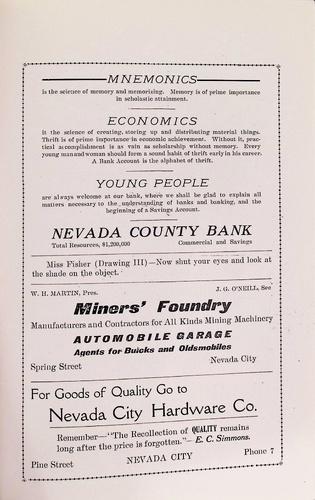 MNEMONICS
is the science of memory and memorizing. Memory is of prime importance
in scholastic attainment.
ECONOMICS
is the science of creating, storing up and distributing material things.
Thrift is of prime importance in economic achievement. Without it, prac-
tical accomplishment is as vain as scholarship without memory. Every
young man and woman should form a sound habit of thrift early in his career.
A Bank Account is the alphabet of thrift.
YOUNG PEOPLE
are always welcome at our bank, where we shall be glad to explain all
matters necessary to the understanding of banks and banking, and the
beginning of a Savings Account.
NEVADA COUNTY BANK
Total Resources, $1,200,000 Commercial and Savings
Miss Fisher (Drawing III)—Now shut your eyes and look at
the shade on the object.
W. H. MARTIN, Pres. J. G. O'NEILL, Sec
Miners' Foundry
Manufacturers and Contractors for All Kinds Mining Machinery
AUTOMOBILE GARAGE
Agents for Buicks and Oldsmobiles
Spring Street Nevada City
For Goods of Quality Go to
Nevada City Hardware Co.
Remember—"The Recollection of QUALITY remains
long after the price is forgotten."—E. C. Simmons.
Pine Street NEVADA CITY Phone 7